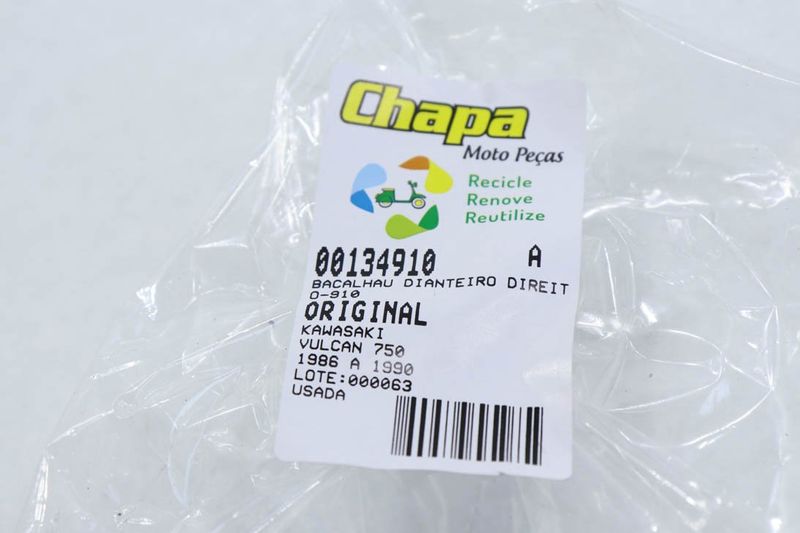 Chapa
Moto Peças
Recicle
Renove
Reutilize
00134910 A
BACALHAU DIANTEIRO DIREIT
O-910
ORIGINAL
KAWASAKI
VULCAN 750
1986 A 1990
LOTE:000063
USADA